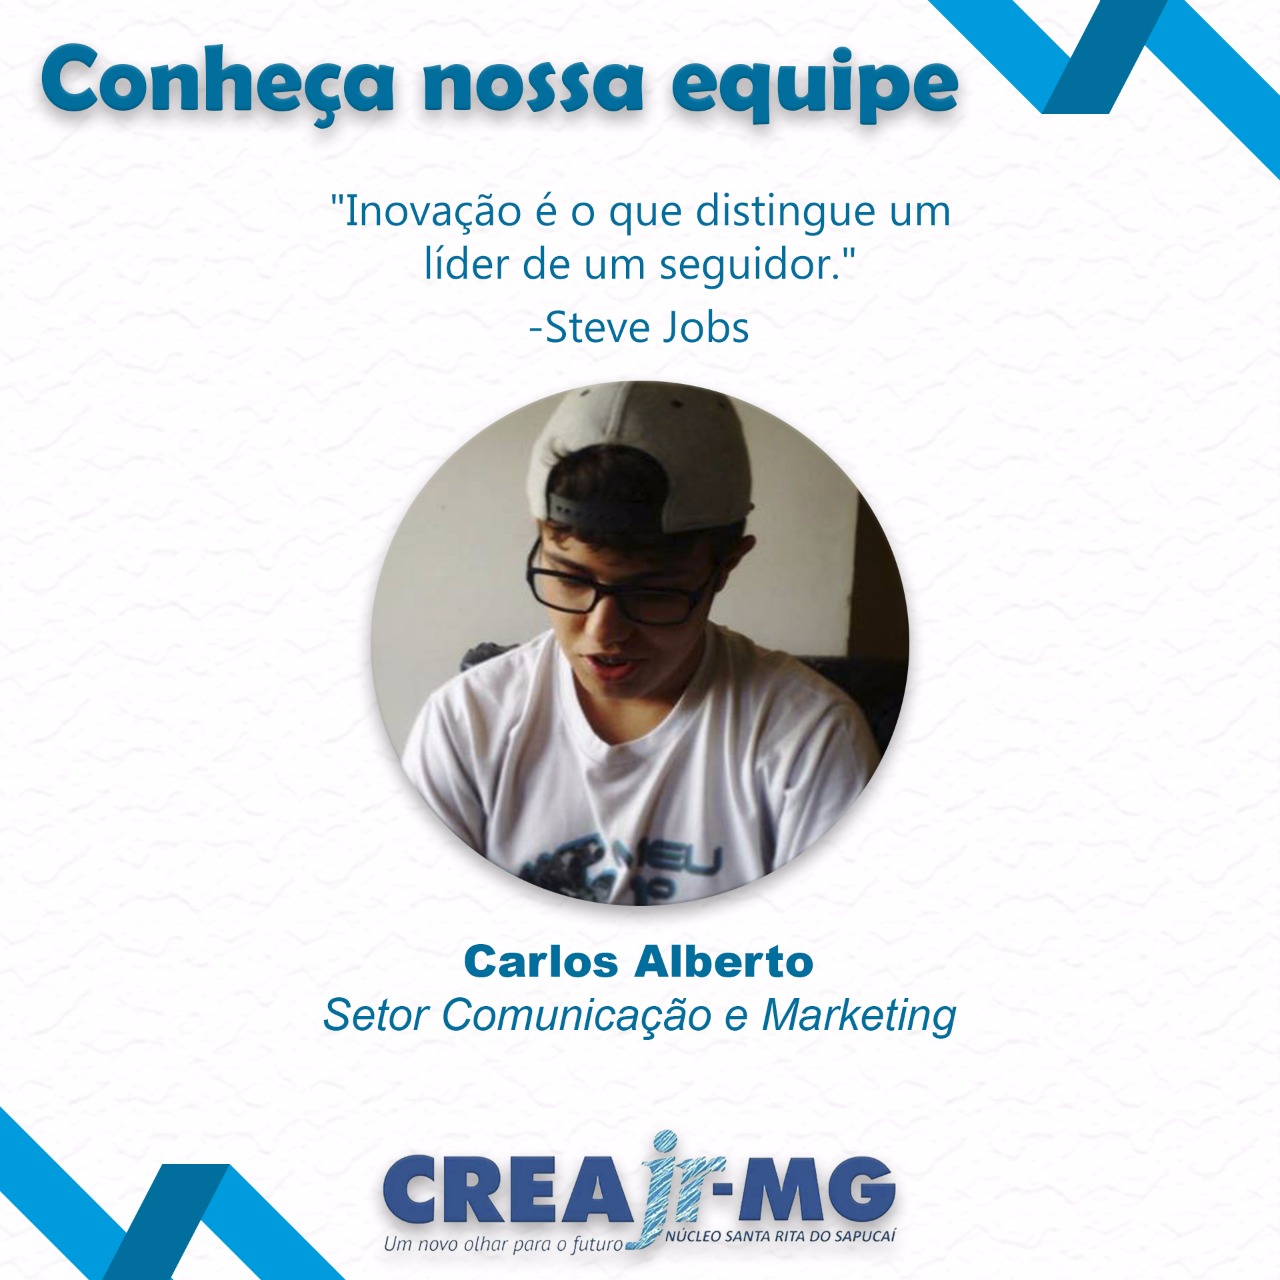 Conheça nossa equipe
"Inovação é o que distingue um
líder de um seguidor."
-Steve Jobs
MEU
Carlos Alberto
Setor Comunicação e Marketing
CREAjr-MG
Um novo olhar para o futuro
NÚCLEO SANTA RITA DO SAPUCAÍ